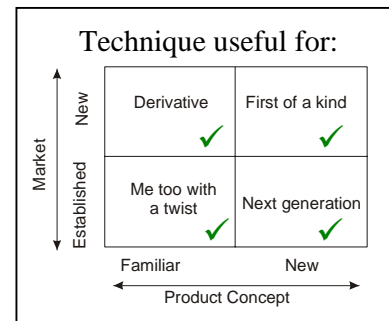 Technique useful for:
Market
New
Established
Derivative
First of a kind
Me too with
a twist
Next generation
Familiar
New
Product Concept